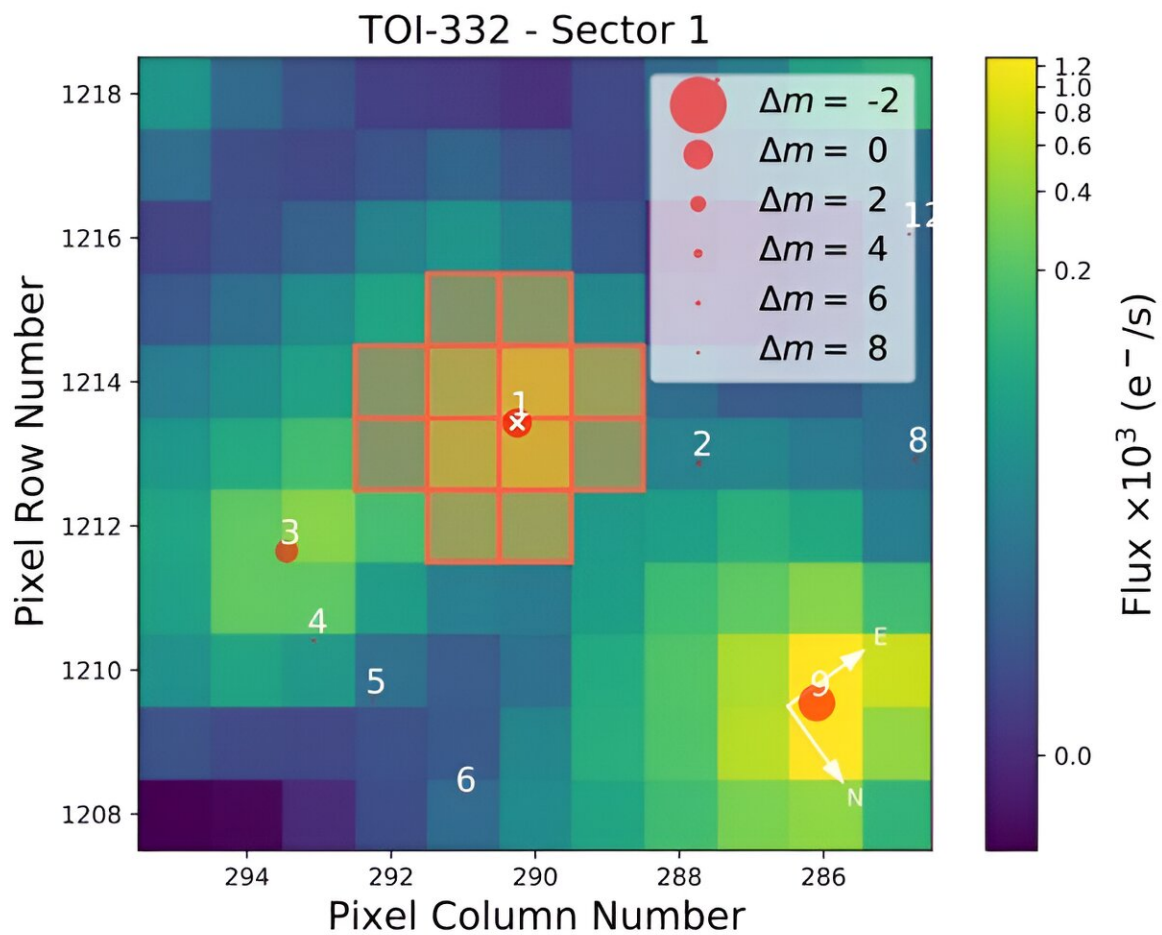 TOI-332 - Sector 1
Pixel Row Number
1218
1216
1214
1212
1210
1208
Δm = -2
Δm = 0
Δm = 2
Δm = 4
Δm = 6
Δm = 8
12
1
2
8
3
4
5
6
9
E
N
294
292
290
288
286
Pixel Column Number
1.2
1.0
0.8
0.6
0.4
0.2
0.0
Flux ×10³ (e⁻/s)